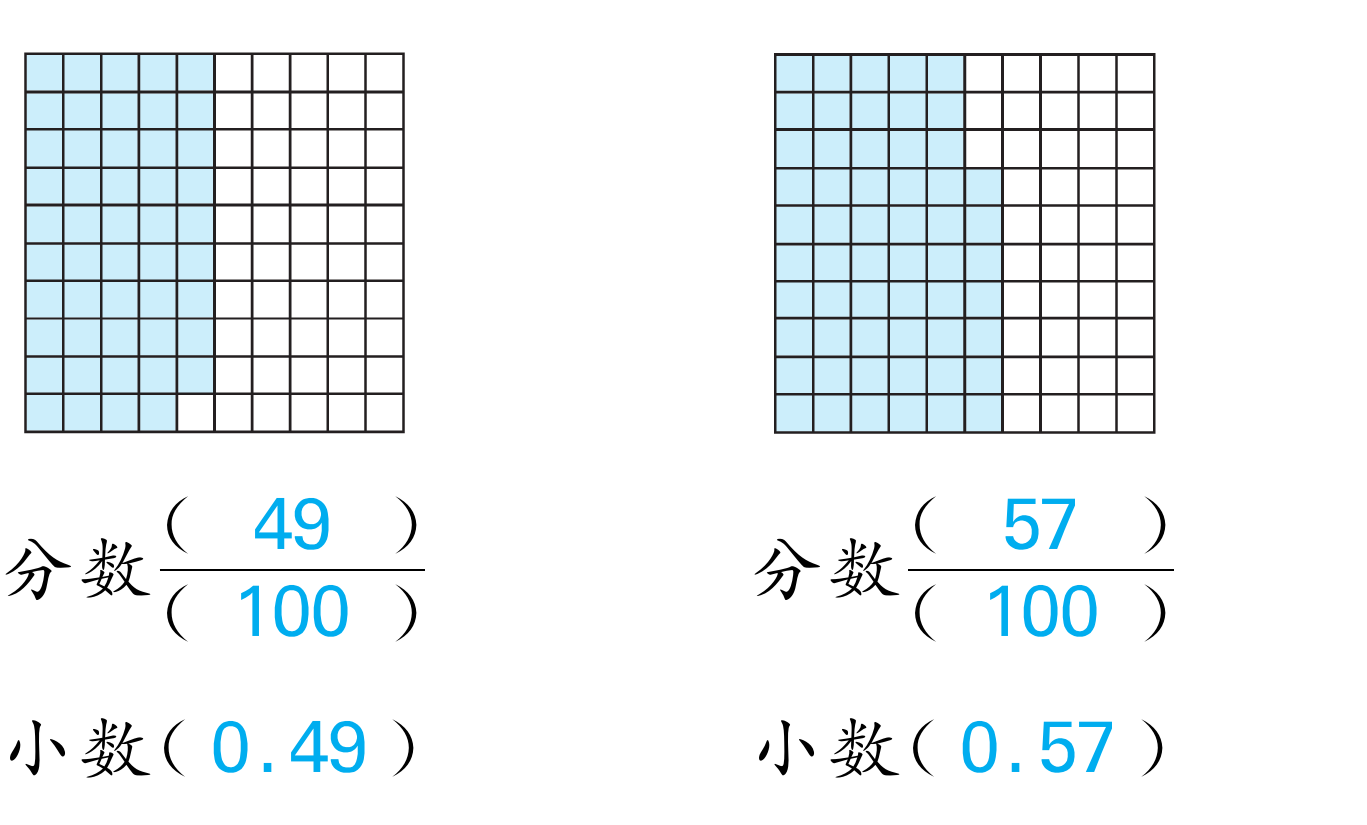 分数 ( 49 ) / ( 100 )
小数( 0.49 )
分数 ( 57 ) / ( 100 )
小数( 0.57 )